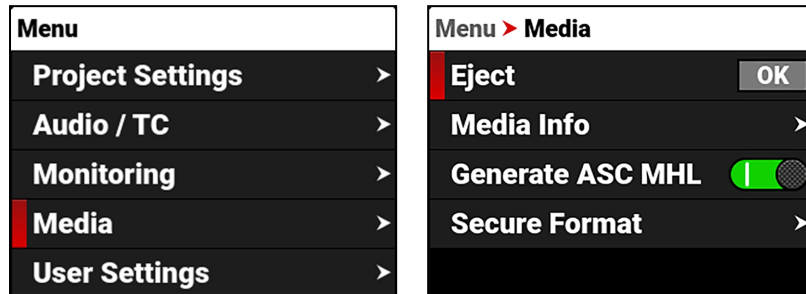 Menu
Project Settings
Audio / TC
Monitoring
Media
User Settings
Menu > Media
Eject OK
Media Info
Generate ASC MHL
Secure Format